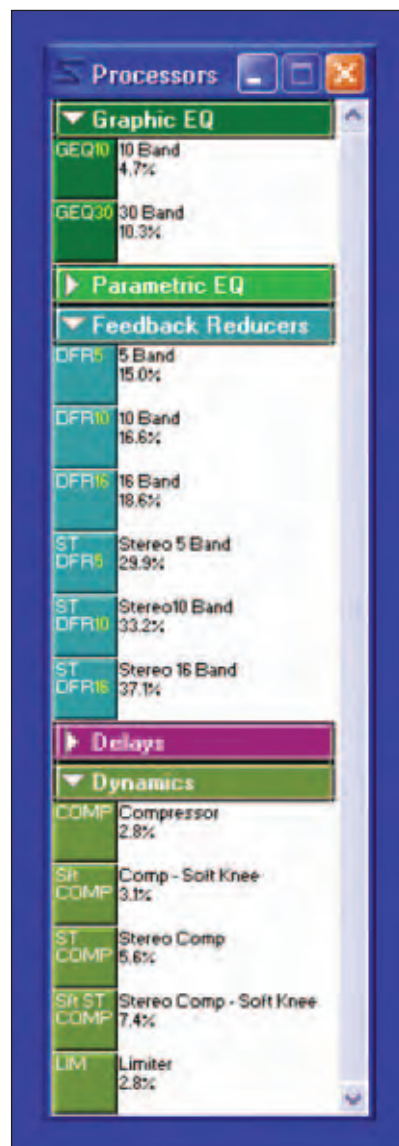 Processors
Graphic EQ
GEQ10 10 Band
4.7%
GEQ30 30 Band
10.3%
Parametric EQ
Feedback Reducers
DFR5 5 Band
15.0%
DFR10 10 Band
16.6%
DFR16 16 Band
18.6%
ST DFR5 Stereo 5 Band
29.9%
ST DFR10 Stereo10 Band
33.2%
ST DFR16 Stereo 16 Band
37.1%
Delays
Dynamics
COMP Compressor
2.8%
Sft COMP Comp - Soft Knee
3.1%
ST COMP Stereo Comp
5.6%
Sft ST COMP Stereo Comp - Soft Knee
7.4%
LIM Limiter
2.8%